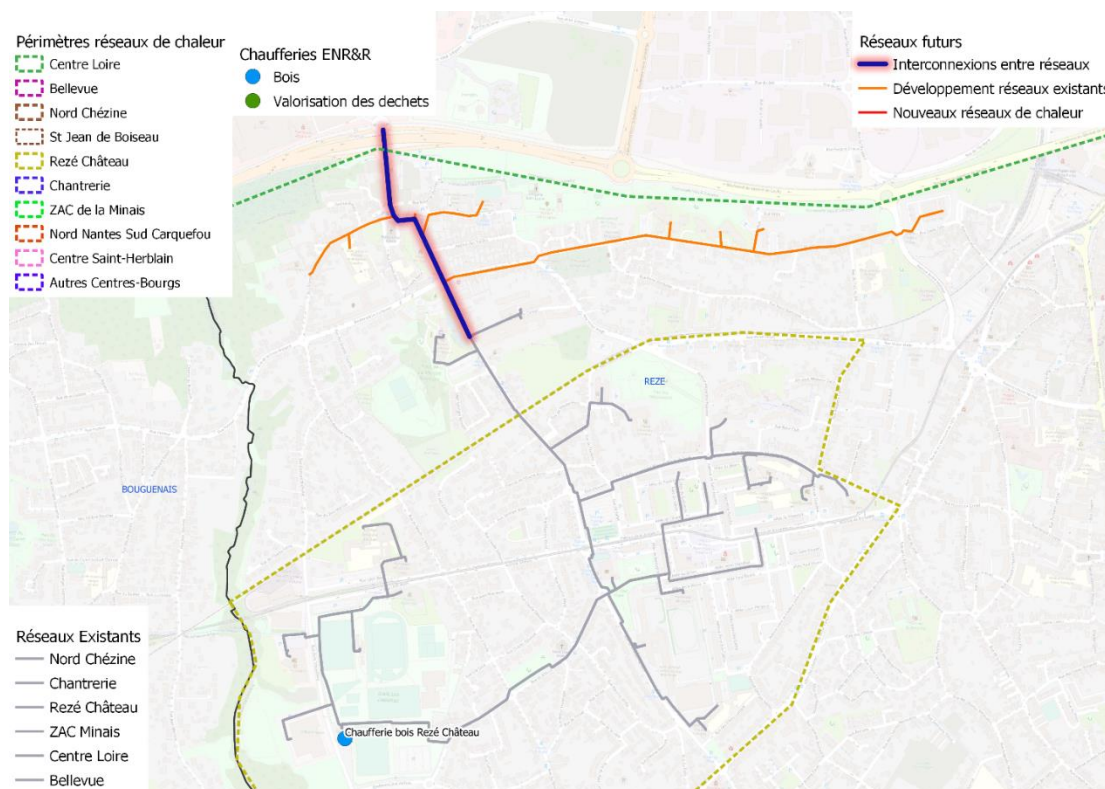 Périmètres réseaux de chaleur
Centre Loire
Bellevue
Nord Chézine
St Jean de Boiseau
Rezé Château
Chantrerie
ZAC de la Minais
Nord Nantes Sud Carquefou
Centre Saint-Herblain
Autres Centres-Bourgs
Chaufferies ENR&R
Bois
Valorisation des dechets
Réseaux futurs
Interconnexions entre réseaux
Développement réseaux existants
Nouveaux réseaux de chaleur
REZE
BOUGUENAIS
Chaufferie bois Rezé Château
Réseaux Existants
Nord Chézine
Chantrerie
Rezé Château
ZAC Minais
Centre Loire
Bellevue